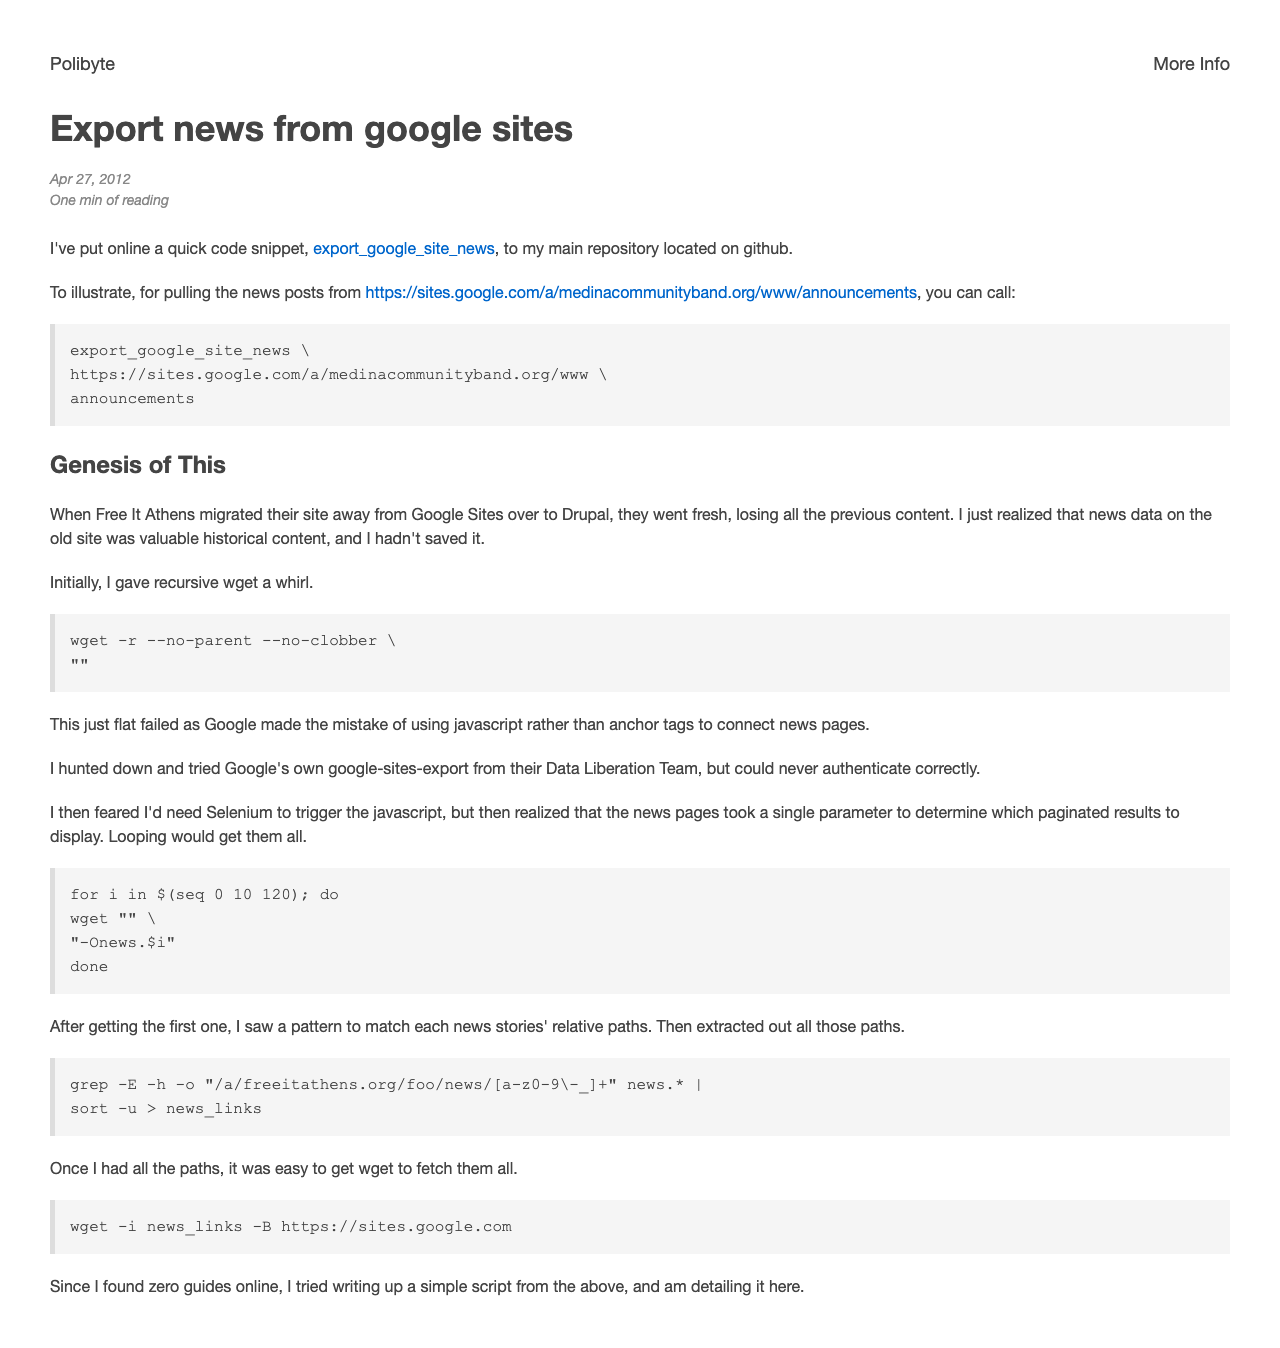 Polibyte
More Info
Export news from google sites
Apr 27, 2012
One min of reading
I've put online a quick code snippet, export_google_site_news, to my main repository located on github.
To illustrate, for pulling the news posts from https://sites.google.com/a/medinacommunityband.org/www/announcements, you can call:
export_google_site_news \
https://sites.google.com/a/medinacommunityband.org/www \
announcements
Genesis of This
When Free It Athens migrated their site away from Google Sites over to Drupal, they went fresh, losing all the previous content. I just realized that news data on the
old site was valuable historical content, and I hadn't saved it.
Initially, I gave recursive wget a whirl.
wget -r --no-parent --no-clobber \
""
This just flat failed as Google made the mistake of using javascript rather than anchor tags to connect news pages.
I hunted down and tried Google's own google-sites-export from their Data Liberation Team, but could never authenticate correctly.
I then feared I'd need Selenium to trigger the javascript, but then realized that the news pages took a single parameter to determine which paginated results to
display. Looping would get them all.
for i in $(seq 0 10 120); do
wget "" \
"-Onews.$i"
done
After getting the first one, I saw a pattern to match each news stories' relative paths. Then extracted out all those paths.
grep -E -h -o "/a/freeitathens.org/foo/news/[a-z0-9\-_]+" news.* |
sort -u > news_links
Once I had all the paths, it was easy to get wget to fetch them all.
wget -i news_links -B https://sites.google.com
Since I found zero guides online, I tried writing up a simple script from the above, and am detailing it here.